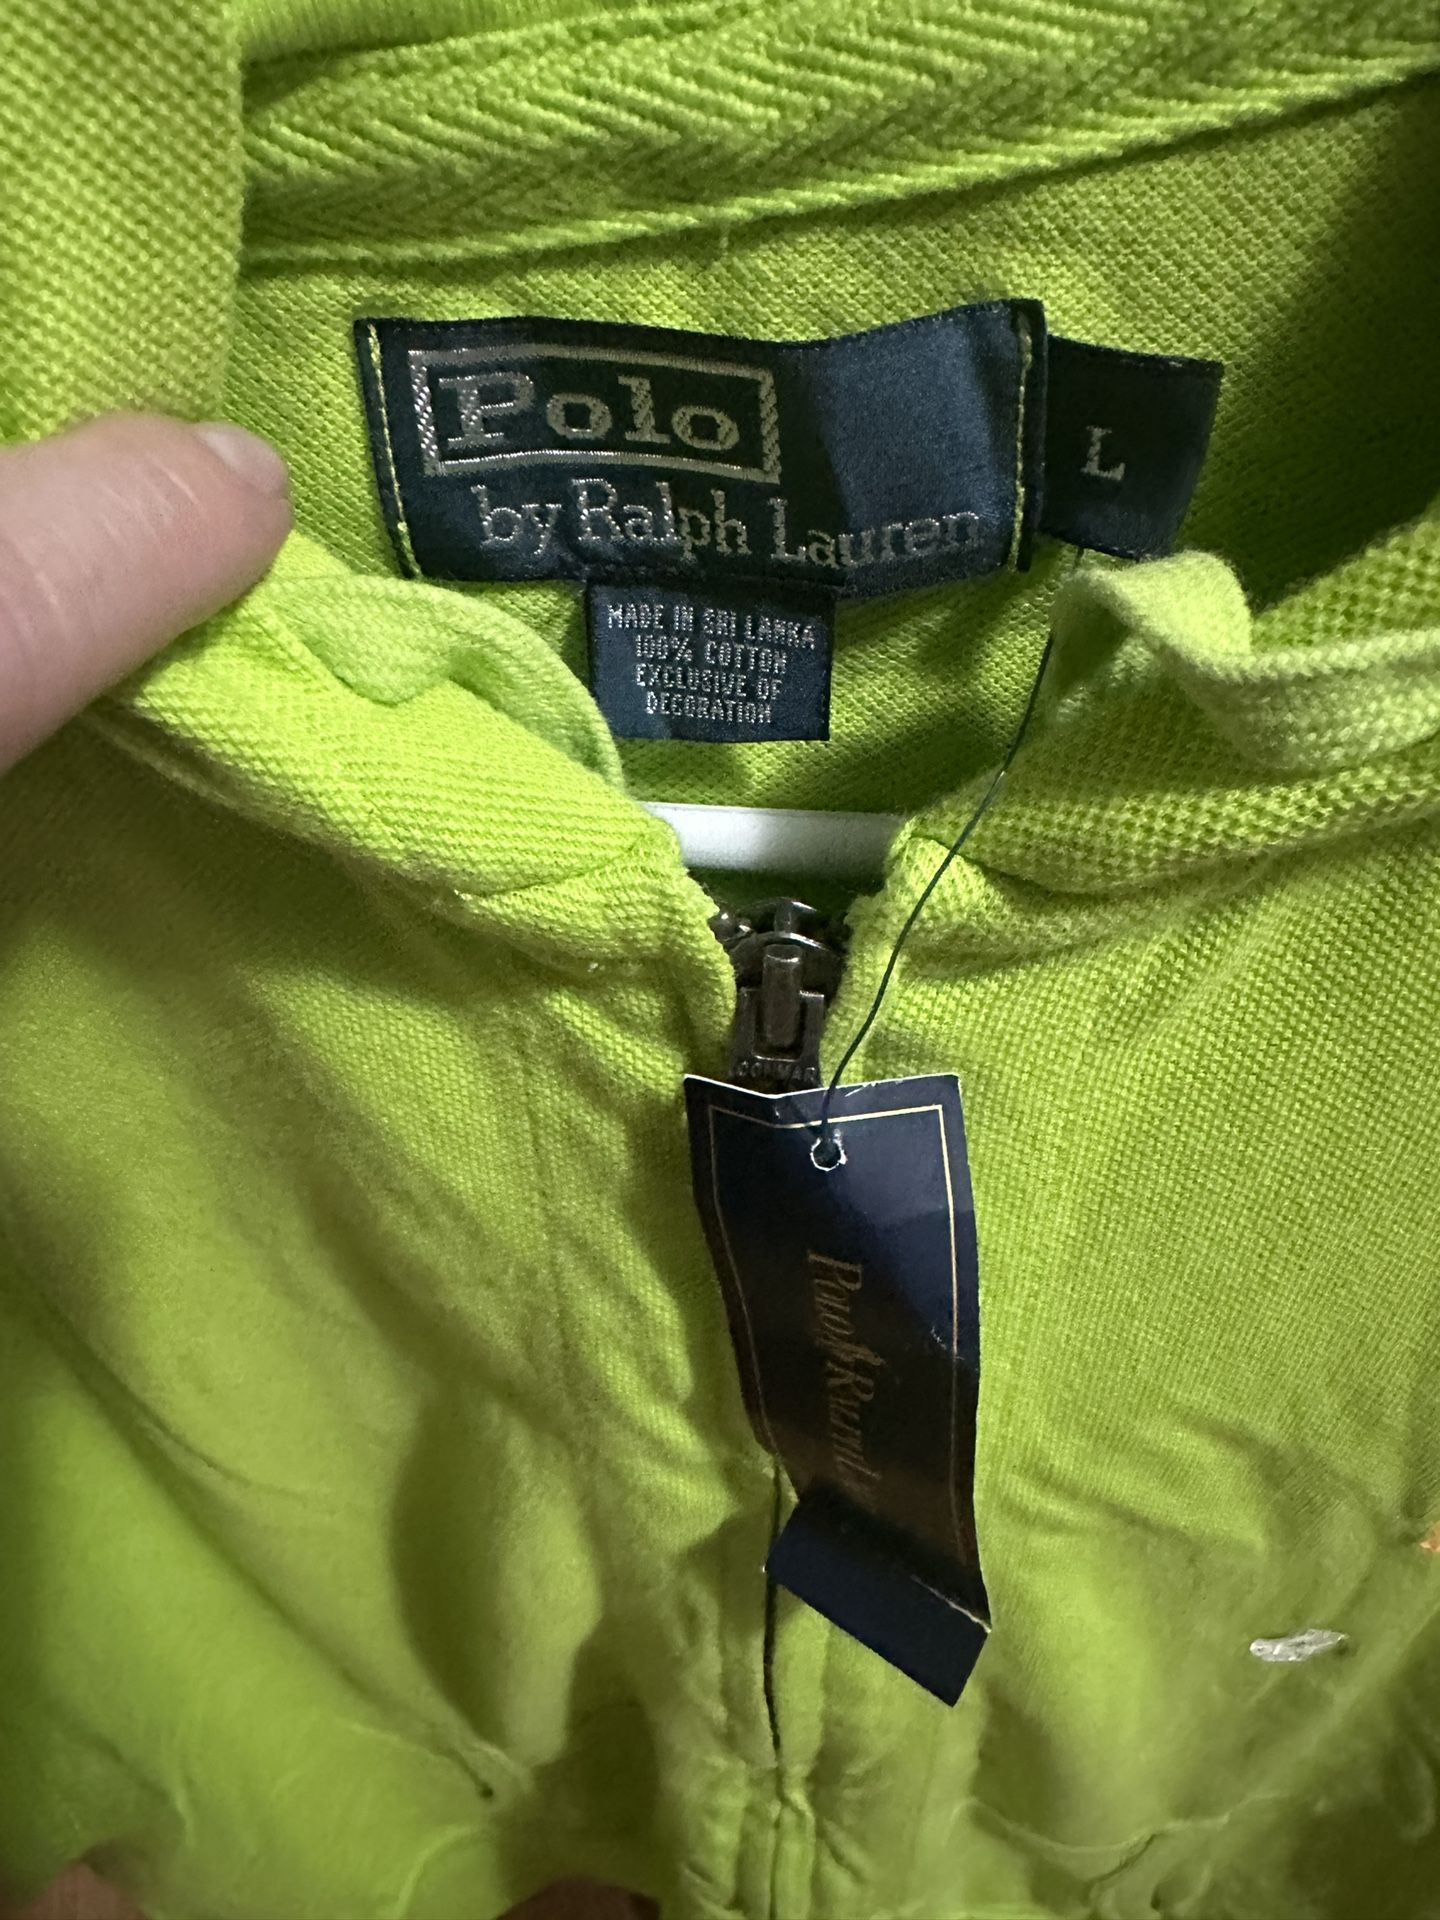 Polo
by Ralph Lauren
L
MADE IN SRI LANKA
100% COTTON
EXCLUSIVE OF
DECORATION